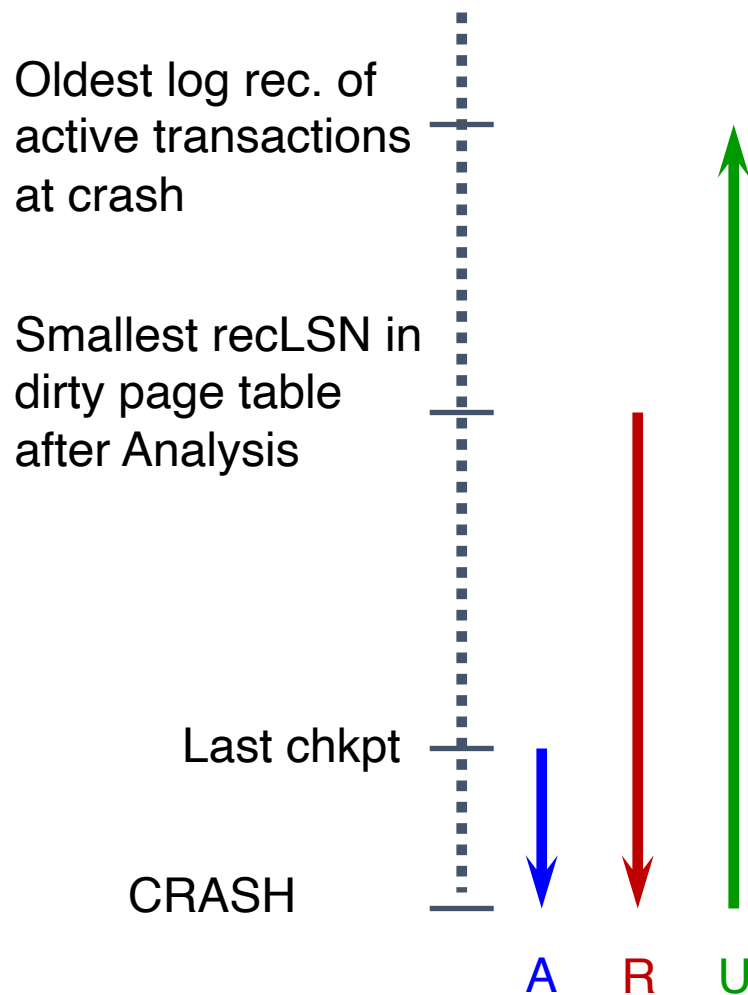 Oldest log rec. of
active transactions
at crash
Smallest recLSN in
dirty page table
after Analysis
Last chkpt
CRASH
A R U